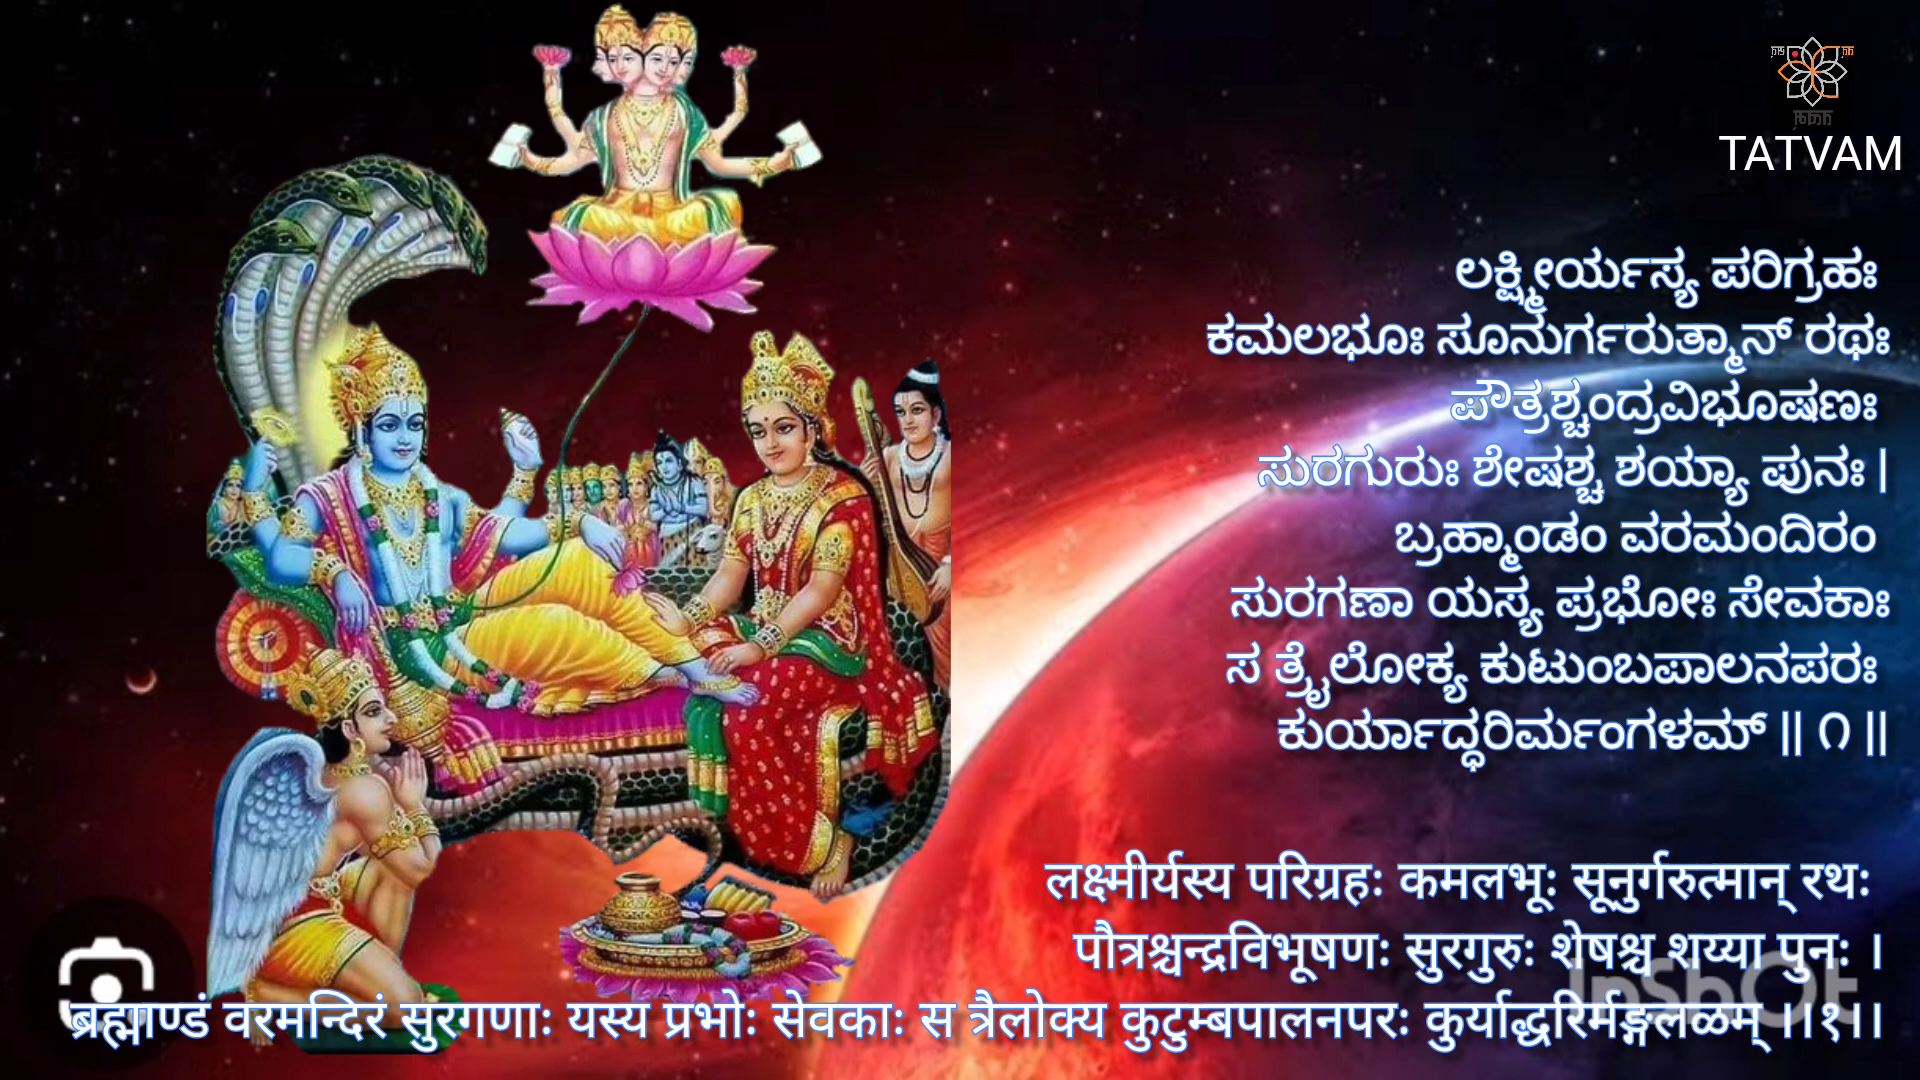 TATVAM
ಲಕ್ಷ್ಮೀರ್ಯಸ್ಯ ಪರಿಗ್ರಹಃ
ಕಮಲಭೂಃ ಸೂನುರ್ಗರುತ್ಮಾನ್ ರಥಃ
ಪೌತ್ರಶ್ಚಂದ್ರವಿಭೂಷಣಃ
ಸುರಗುರುಃ ಶೇಷಶ್ಚ ಶಯ್ಯಾ ಪುನಃ |
ಬ್ರಹ್ಮಾಂಡಂ ವರಮಂದಿರಂ
ಸುರಗಣಾ ಯಸ್ಯ ಪ್ರಭೋಃ ಸೇವಕಾಃ
ಸ ತ್ರೈಲೋಕ್ಯ ಕುಟುಂಬಪಾಲನಪರಃ
ಕುರ್ಯಾದ್ಧರಿರ್ಮಂಗಳಮ್ || ೧ ||
लक्ष्मीर्यस्य परिग्रहः कमलभूः सूनुर्गरुत्मान् रथः
पौत्रश्चन्द्रविभूषणः सुरगुरुः शेषश्च शय्या पुनः ।
ब्रह्माण्डं वरमन्दिरं सुरगणाः यस्य प्रभोः सेवकाः स त्रैलोक्य कुटुम्बपालनपरः कुर्याद्धरिर्मङ्गलळम् ।।१।।
InShOt